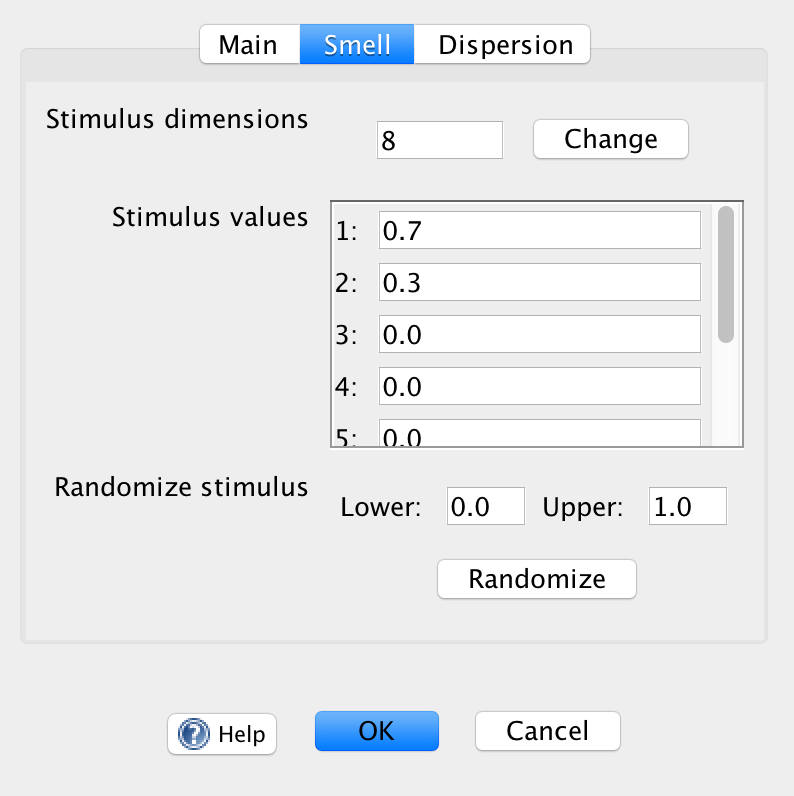 Main Smell Dispersion
Stimulus dimensions 8 Change
Stimulus values
1: 0.7
2: 0.3
3: 0.0
4: 0.0
5: 0.0
Randomize stimulus
Lower: 0.0 Upper: 1.0
Randomize
Help OK Cancel